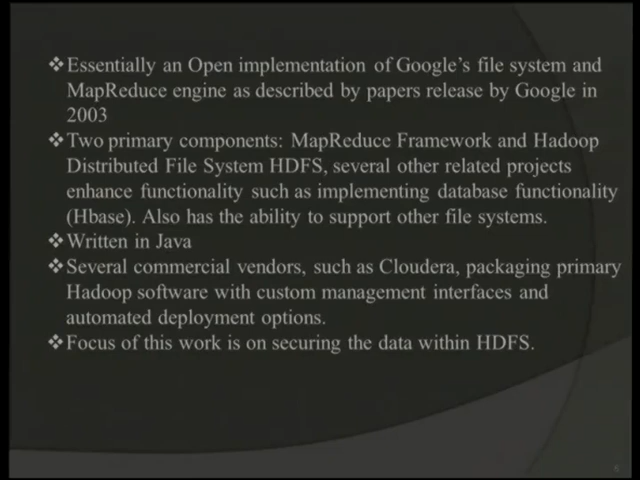 ❖Essentially an Open implementation of Google's file system and
MapReduce engine as described by papers release by Google in
2003
❖Two primary components: MapReduce Framework and Hadoop
Distributed File System HDFS, several other related projects
enhance functionality such as implementing database functionality
(Hbase). Also has the ability to support other file systems.
❖Written in Java
❖Several commercial vendors, such as Cloudera, packaging primary
Hadoop software with custom management interfaces and
automated deployment options.
❖Focus of this work is on securing the data within HDFS.
6